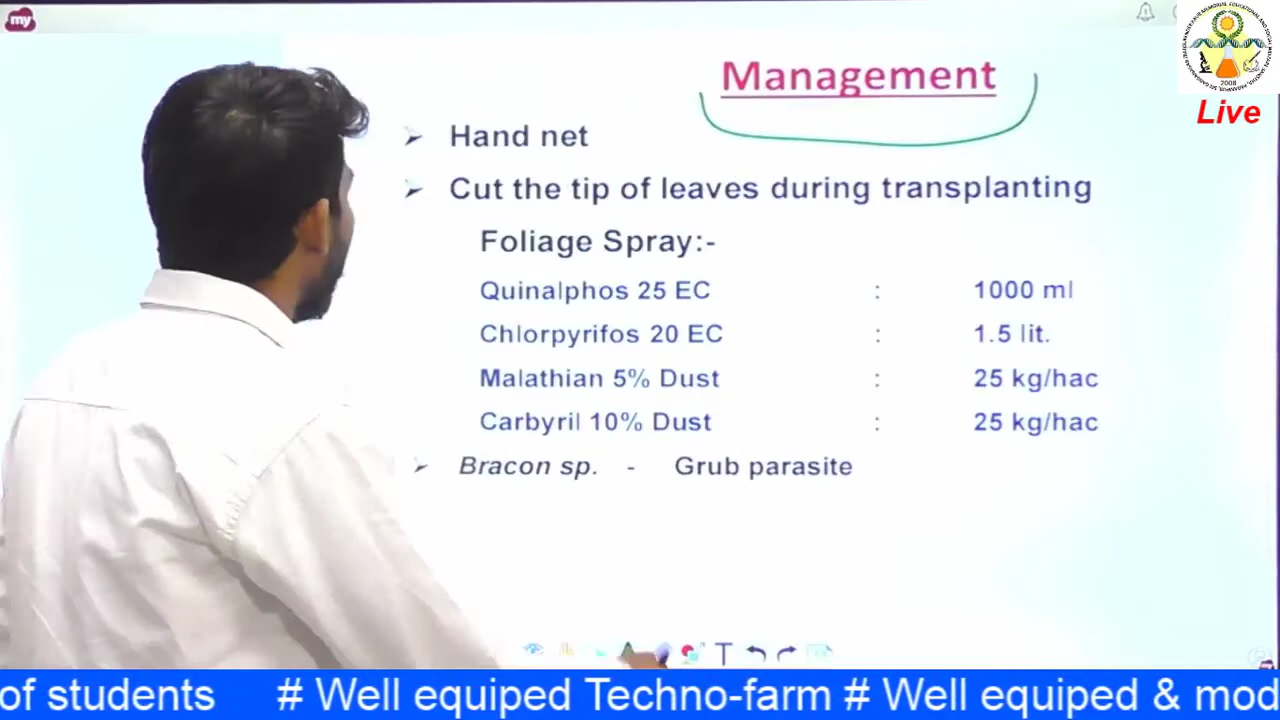 my
Management
Live
Hand net
Cut the tip of leaves during transplanting
Foliage Spray:-
Quinalphos 25 EC : 1000 ml
Chlorpyrifos 20 EC : 1.5 lit.
Malathian 5% Dust : 25 kg/hac
Carbyril 10% Dust : 25 kg/hac
Bracon sp. - Grub parasite
T
of students # Well equiped Techno-farm # Well equiped & mod
2008